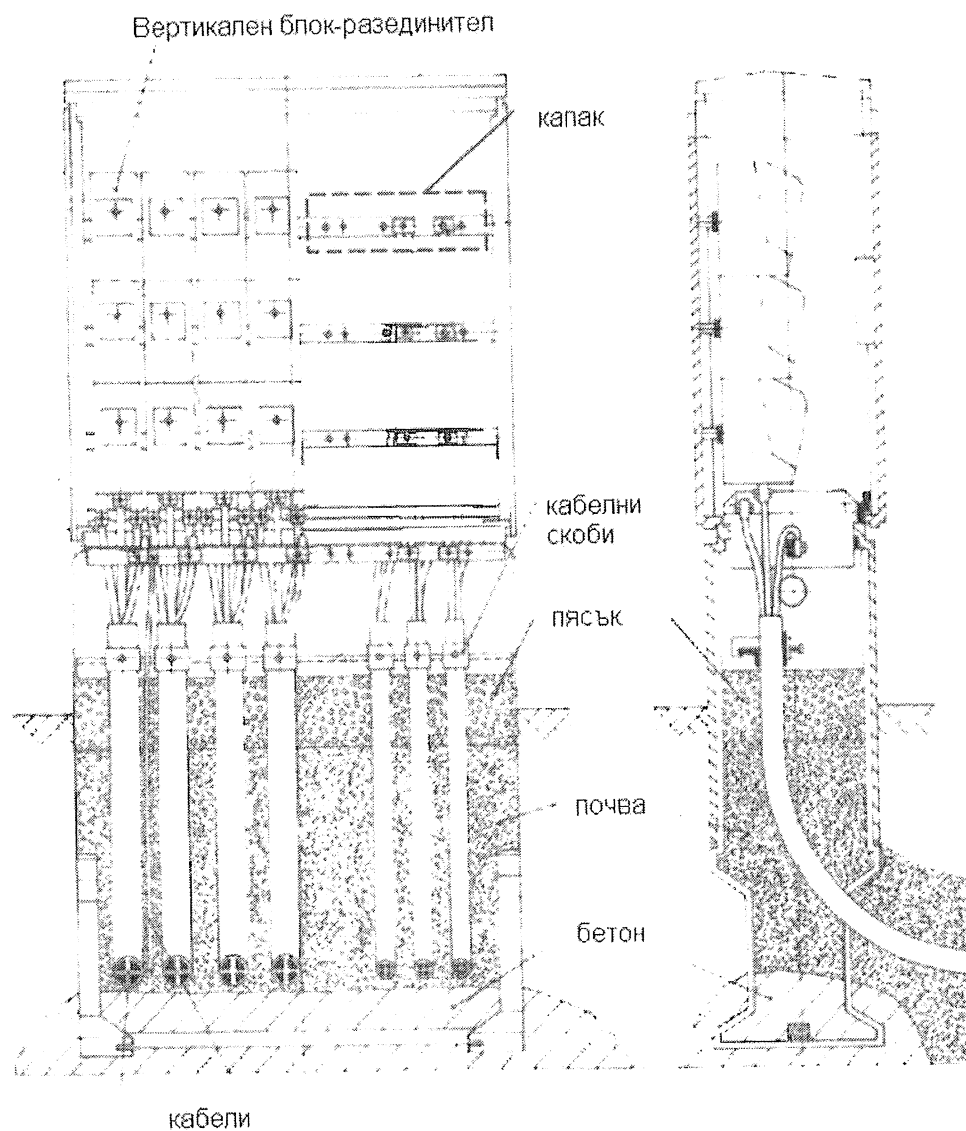 Вертикален блок-разединител
капак
кабелни
скоби
пясък
почва
бетон
кабели